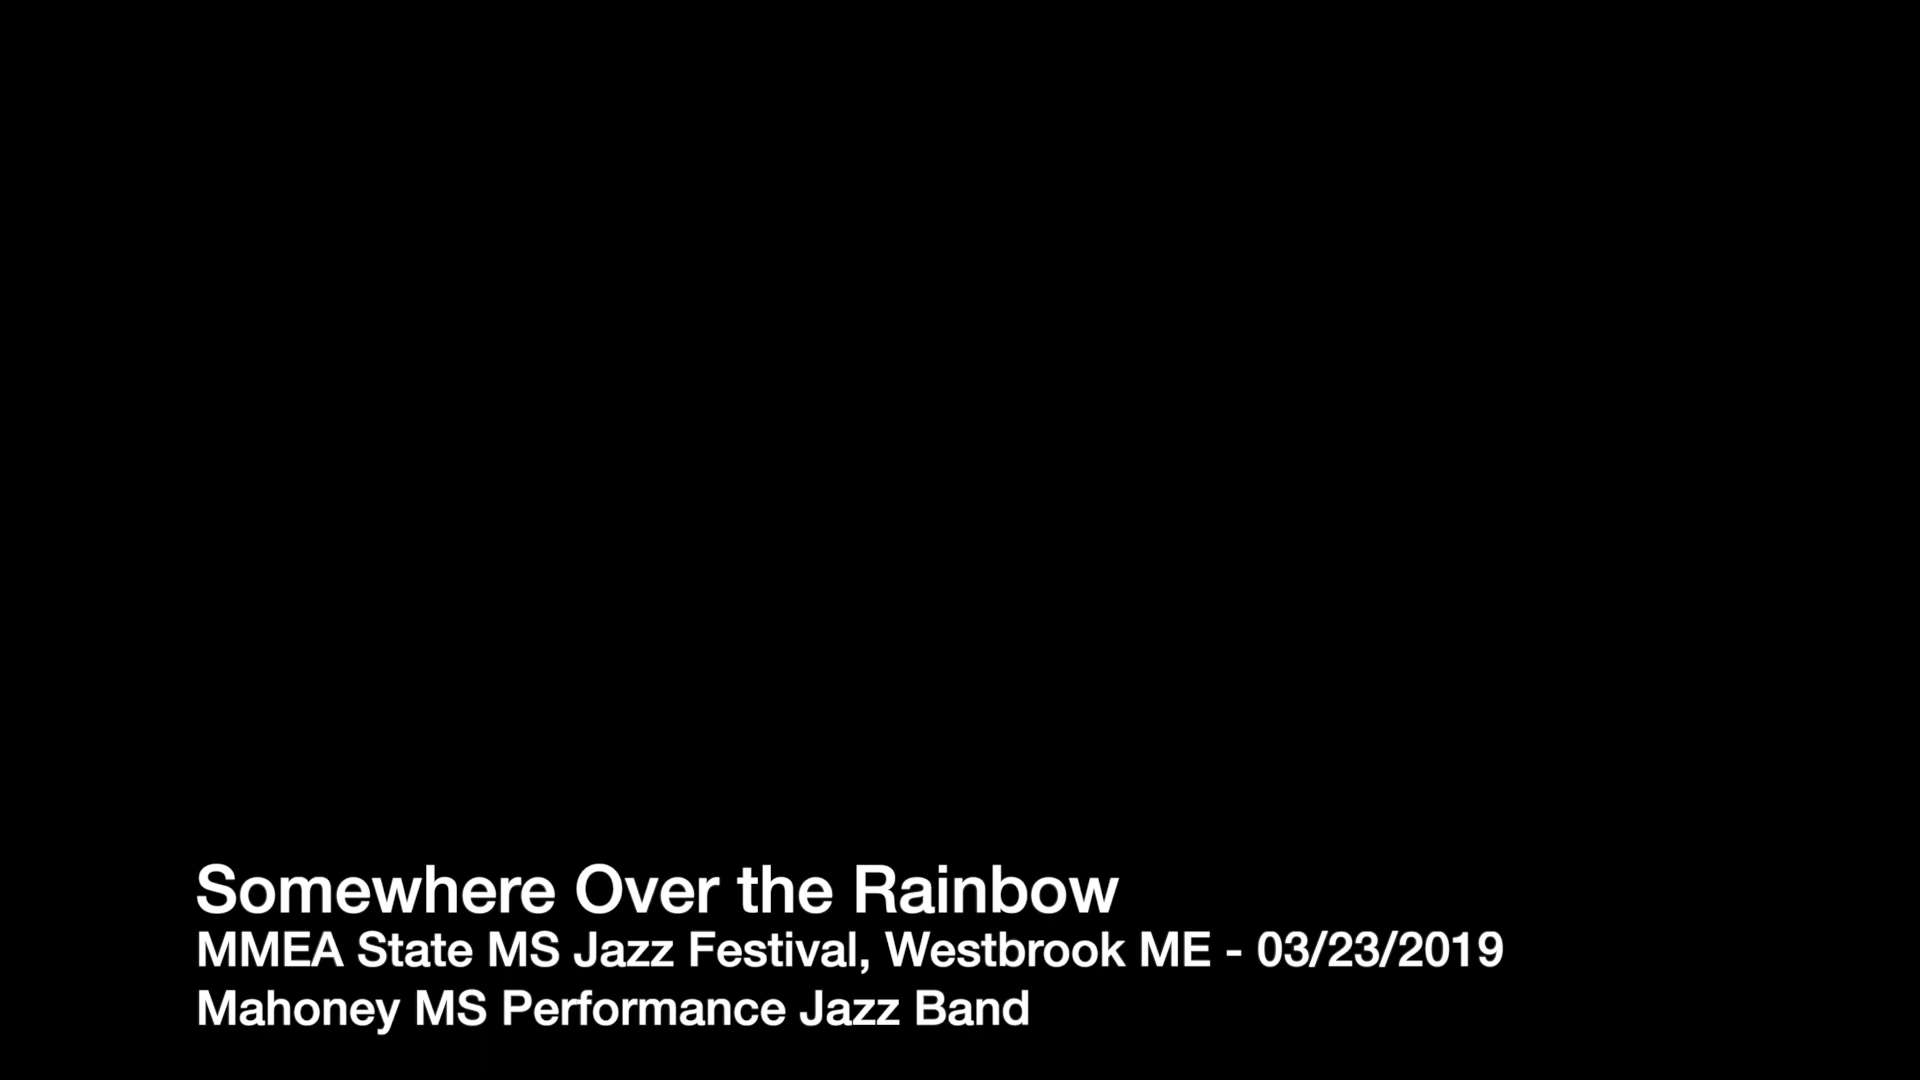 Somewhere Over the Rainbow
MMEA State MS Jazz Festival, Westbrook ME - 03/23/2019
Mahoney MS Performance Jazz Band